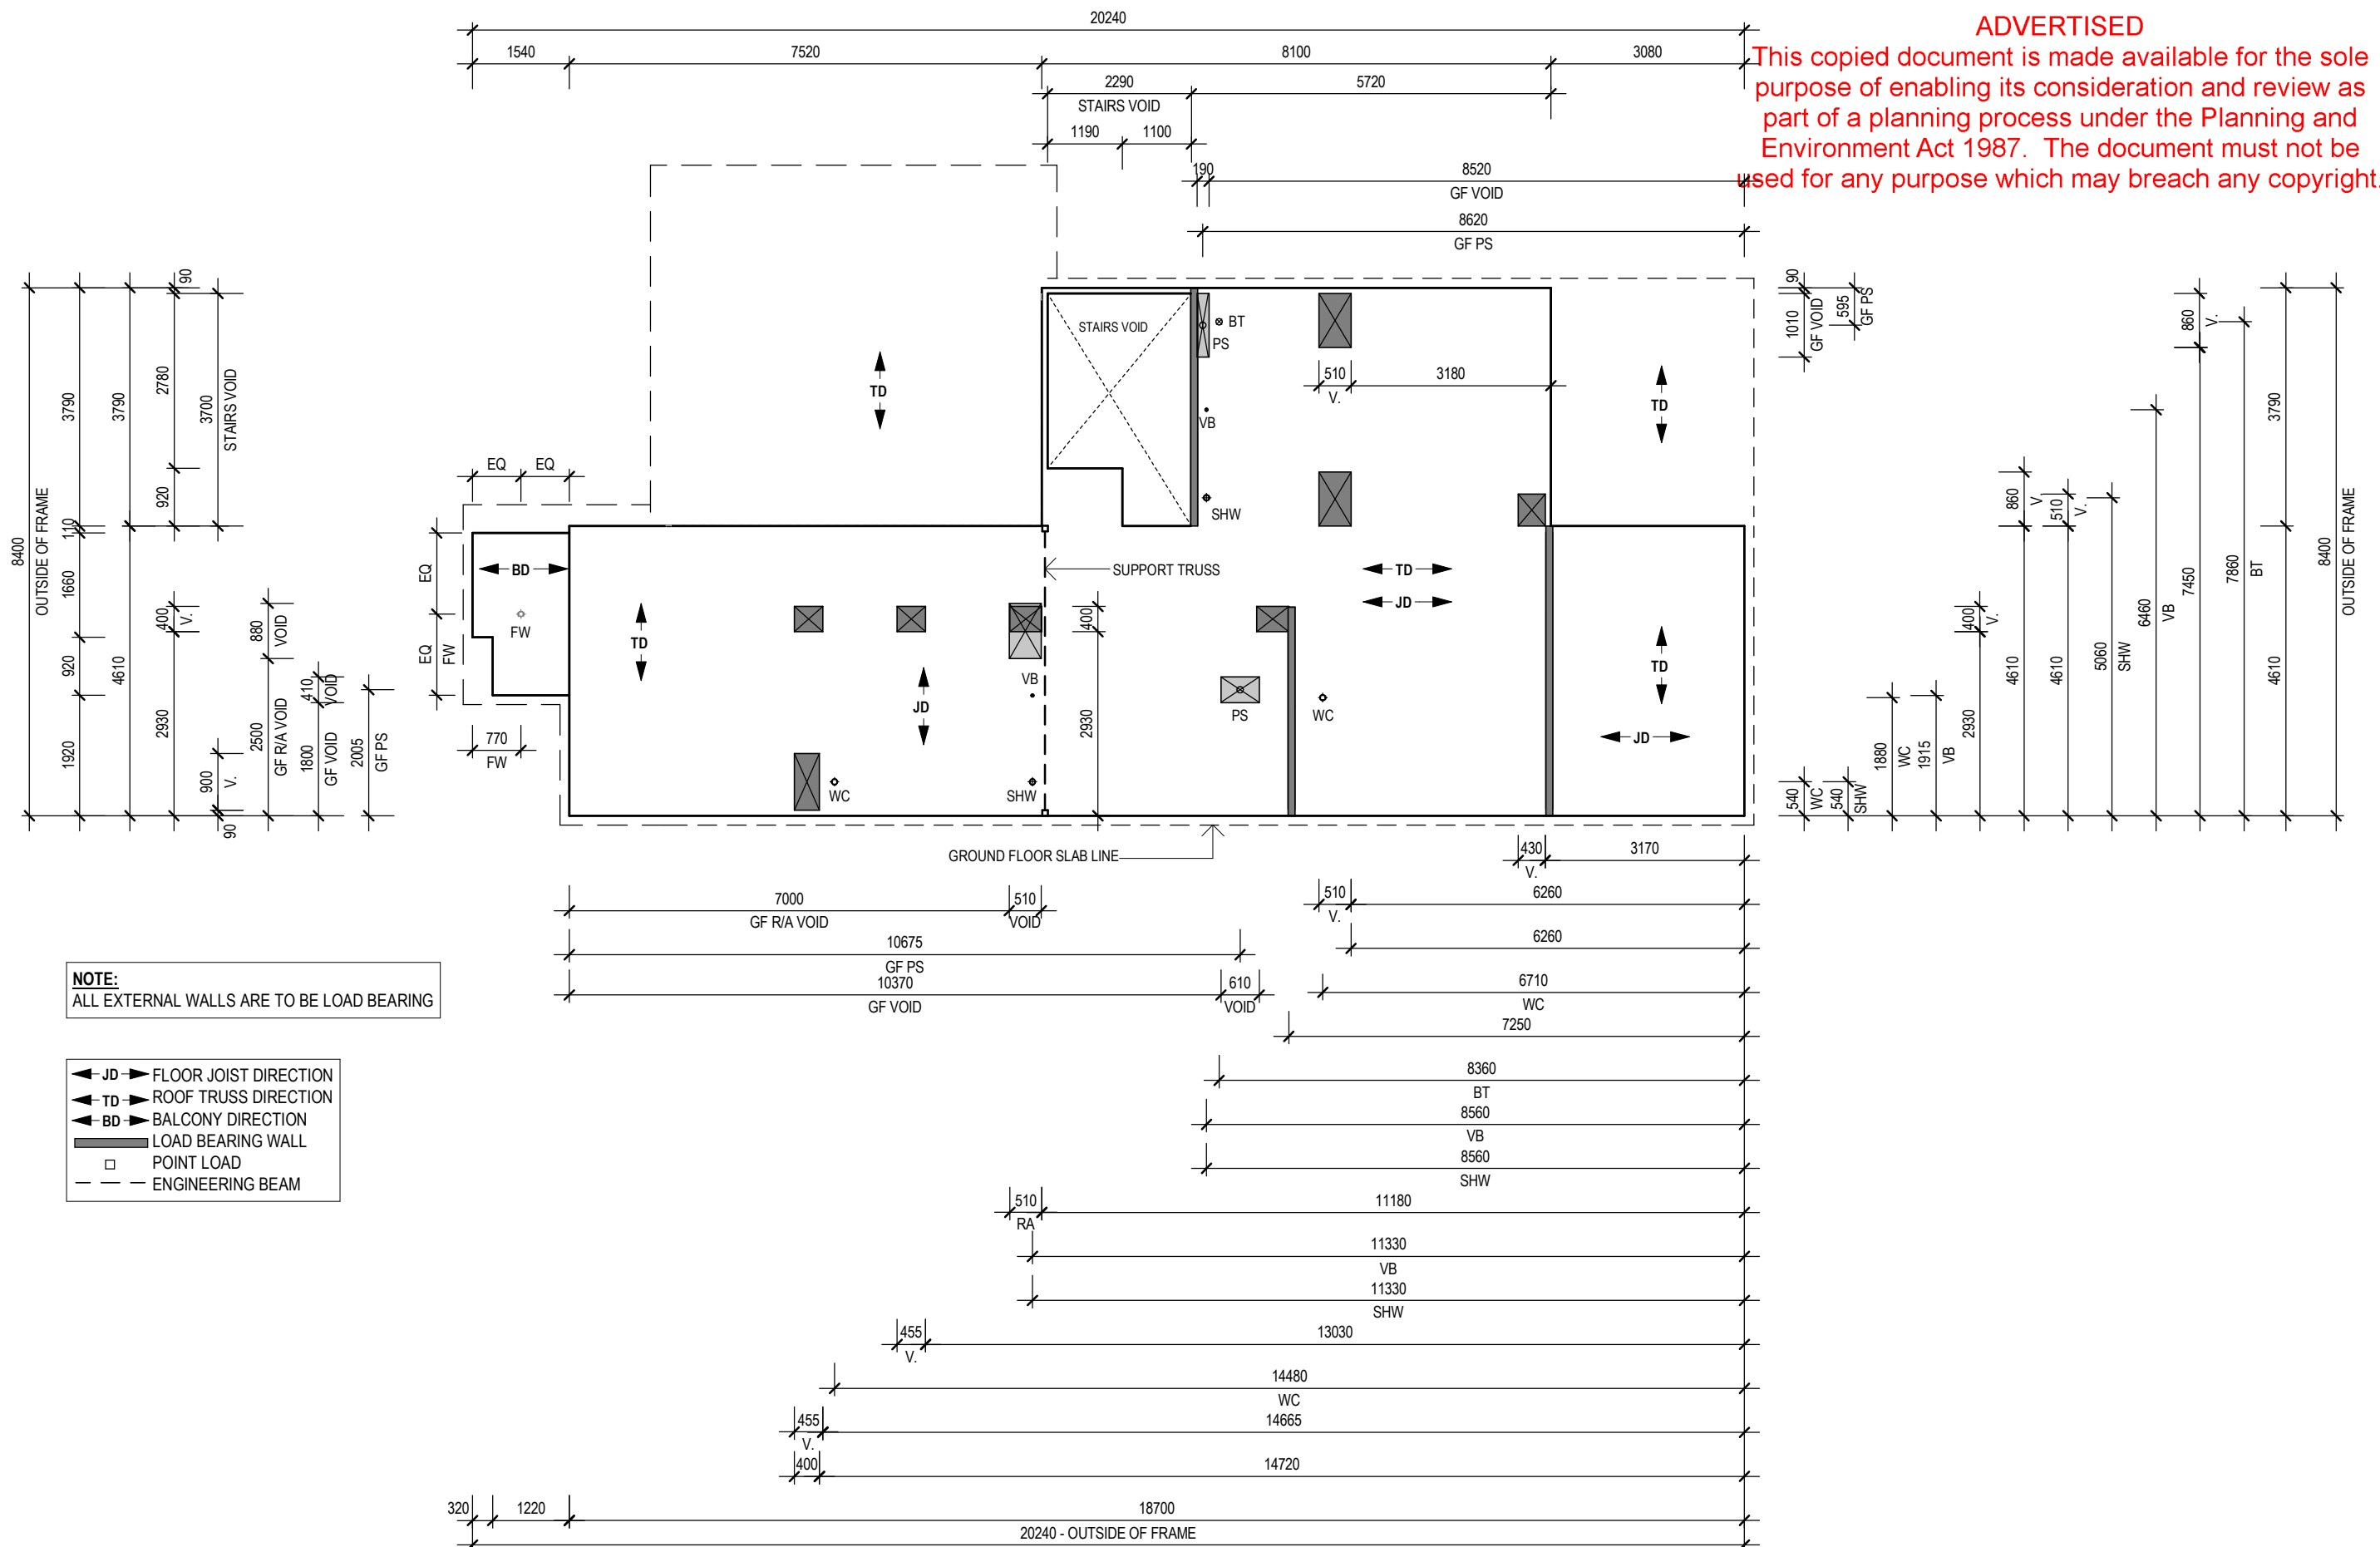 20240
ADVERTISED
1540
7520
8100
3080
This copied document is made available for the sole
purpose of enabling its consideration and review as
part of a planning process under the Planning and
Environment Act 1987.  The document must not be
used for any purpose which may breach any copyright.
2290
STAIRS VOID
5720
1190
1100
190
8520
GF VOID
8620
GF PS
8400
OUTSIDE OF FRAME
3790
110
1660
920
1920
3790
4610
90
2780
920
400
V.
2930
3700
STAIRS VOID
900
V.
90
880
VOID
2500
GF R/A VOID
410
VOID
1800
GF VOID
2005
GF PS
EQ
EQ
EQ
EQ
FW
770
FW
BD
FW
TD
TD
STAIRS VOID
BT
PS
VB
SHW
510
V.
3180
TD
SUPPORT TRUSS
TD
JD
400
2930
VB
JD
WC
SHW
PS
WC
TD
JD
GROUND FLOOR SLAB LINE
90
1010
GF VOID
595
GF PS
540
WC
540
SHW
1880
WC
1915
VB
400
V.
2930
860
V.
4610
510
V.
4610
5060
SHW
6460
VB
860
V.
7450
7860
BT
3790
4610
8400
OUTSIDE OF FRAME
430
V.
3170
7000
GF R/A VOID
510
VOID
510
V.
6260
10675
GF PS
6260
10370
GF VOID
610
VOID
6710
WC
7250
8360
BT
8560
VB
8560
SHW
510
RA
11180
11330
VB
11330
SHW
455
V.
13030
14480
WC
455
V.
14665
400
14720
320
1220
18700
20240 - OUTSIDE OF FRAME
NOTE:
ALL EXTERNAL WALLS ARE TO BE LOAD BEARING
JD FLOOR JOIST DIRECTION
TD ROOF TRUSS DIRECTION
BD BALCONY DIRECTION
LOAD BEARING WALL
POINT LOAD
ENGINEERING BEAM